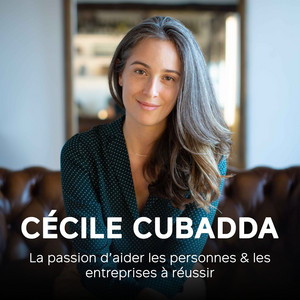 CÉCILE CUBADDA
La passion d'aider les personnes & les
entreprises à réussir